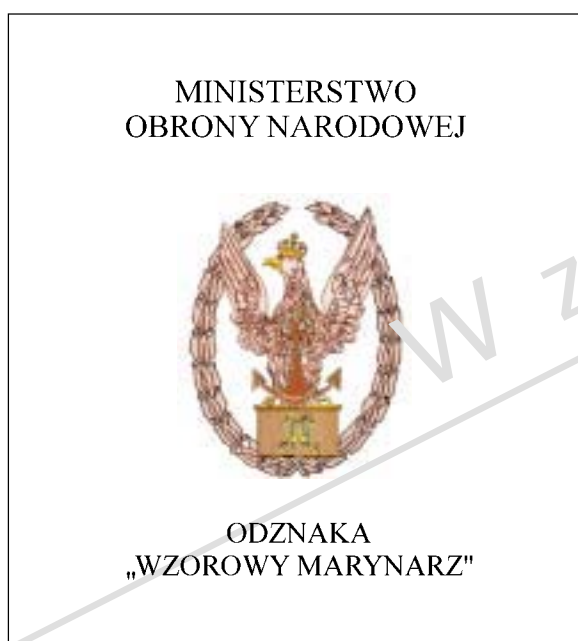 MINISTERSTWO
OBRONY NARODOWEJ
W z
ODZNAKA
„WZOROWY MARYNARZ"